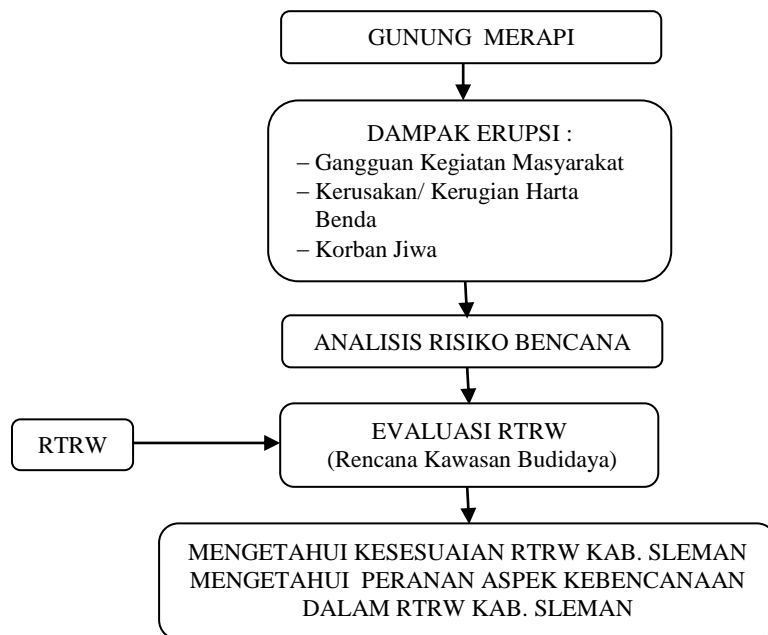 GUNUNG MERAPI
DAMPAK ERUPSI :
– Gangguan Kegiatan Masyarakat
– Kerusakan/ Kerugian Harta
Benda
– Korban Jiwa
ANALISIS RISIKO BENCANA
RTRW
EVALUASI RTRW
(Rencana Kawasan Budidaya)
MENGETAHUI KESESUAIAN RTRW KAB. SLEMAN
MENGETAHUI PERANAN ASPEK KEBENCANAAN
DALAM RTRW KAB. SLEMAN